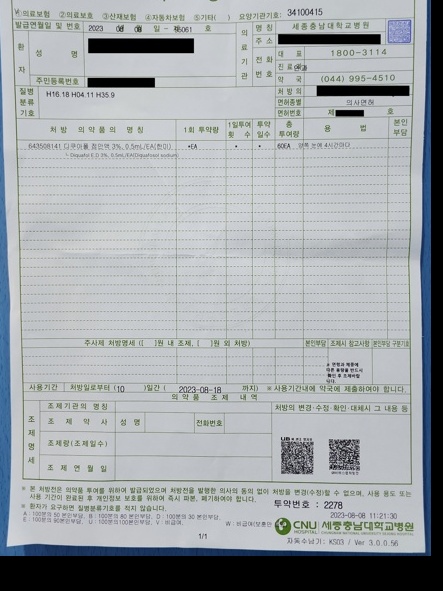 ①의료보험 ②의료보호 ③산재보험 ④자동차보험 ⑤기타( ) 요양기관기호: 34100415
발급연월일 및 번호 2023 년 08 월 08 일 -
환자
성명
주민등록번호
의료기관
명칭 세종충남대학교병원
주소
전화번호
대표 1800-3114
약국 (044) 995-4510
질병분류기호
H16.18 H04.11 H35.9
처방의
면허종별 의사면허
면허번호 제 호
처방 의약품의 명칭 1회 투약량 1일투여횟수 투약일수 총투여량 용법 본인부담
643508141 디쿠아폴 점안액 3%, 0.5mL/EA(한미) •EA • • 60EA 양쪽 눈에 4시간마다
Diquafol E.D 3%, 0.5mL/EA(Diquafosol sodium)
주사제 처방명세 ([ ]원 내 조제, [ ]원 외 처방) 본인부담 조제시 참고사항 본인부담 구분기호
사용기간 처방일로부터 (10 )일간 ( 2023-08-18 까지) ※사용기간내에 약국에 제출하여야 합니다.
의약품 조제 내역
조제명세
조제기관의 명칭
조제 약사 성명 전화번호
조제량(조제일수)
조제연월일
처방의 변경·수정·확인·대체시 그 내용 등
※ 본 처방전은 의약품 투여를 위하여 발급되었으며 처방전을 발행한 의사의 동의 없이 처방을 변경(수정)할 수 없으며, 사용 용도 또는
사용 기간이 완료된 후 개인정보 보호를 위하여 즉시 파본, 폐기하여야 합니다.
※ 환자가 요구하면 질병분류기호를 적지 않습니다.
투약번호 : 2278
A : 100분의 50 본인부담, B : 100분의 80 본인부담, D : 100분의 30 본인부담,
E : 100분의 90본인부담, U : 100분의100본인부담, V : 비급여,
W : 비급여(보훈
2023-08-08 11:21:30
CNU 세종충남대학교병원
HOSPITAL
1/1
자동수납기: KS03 / Ver 3.0.0.56